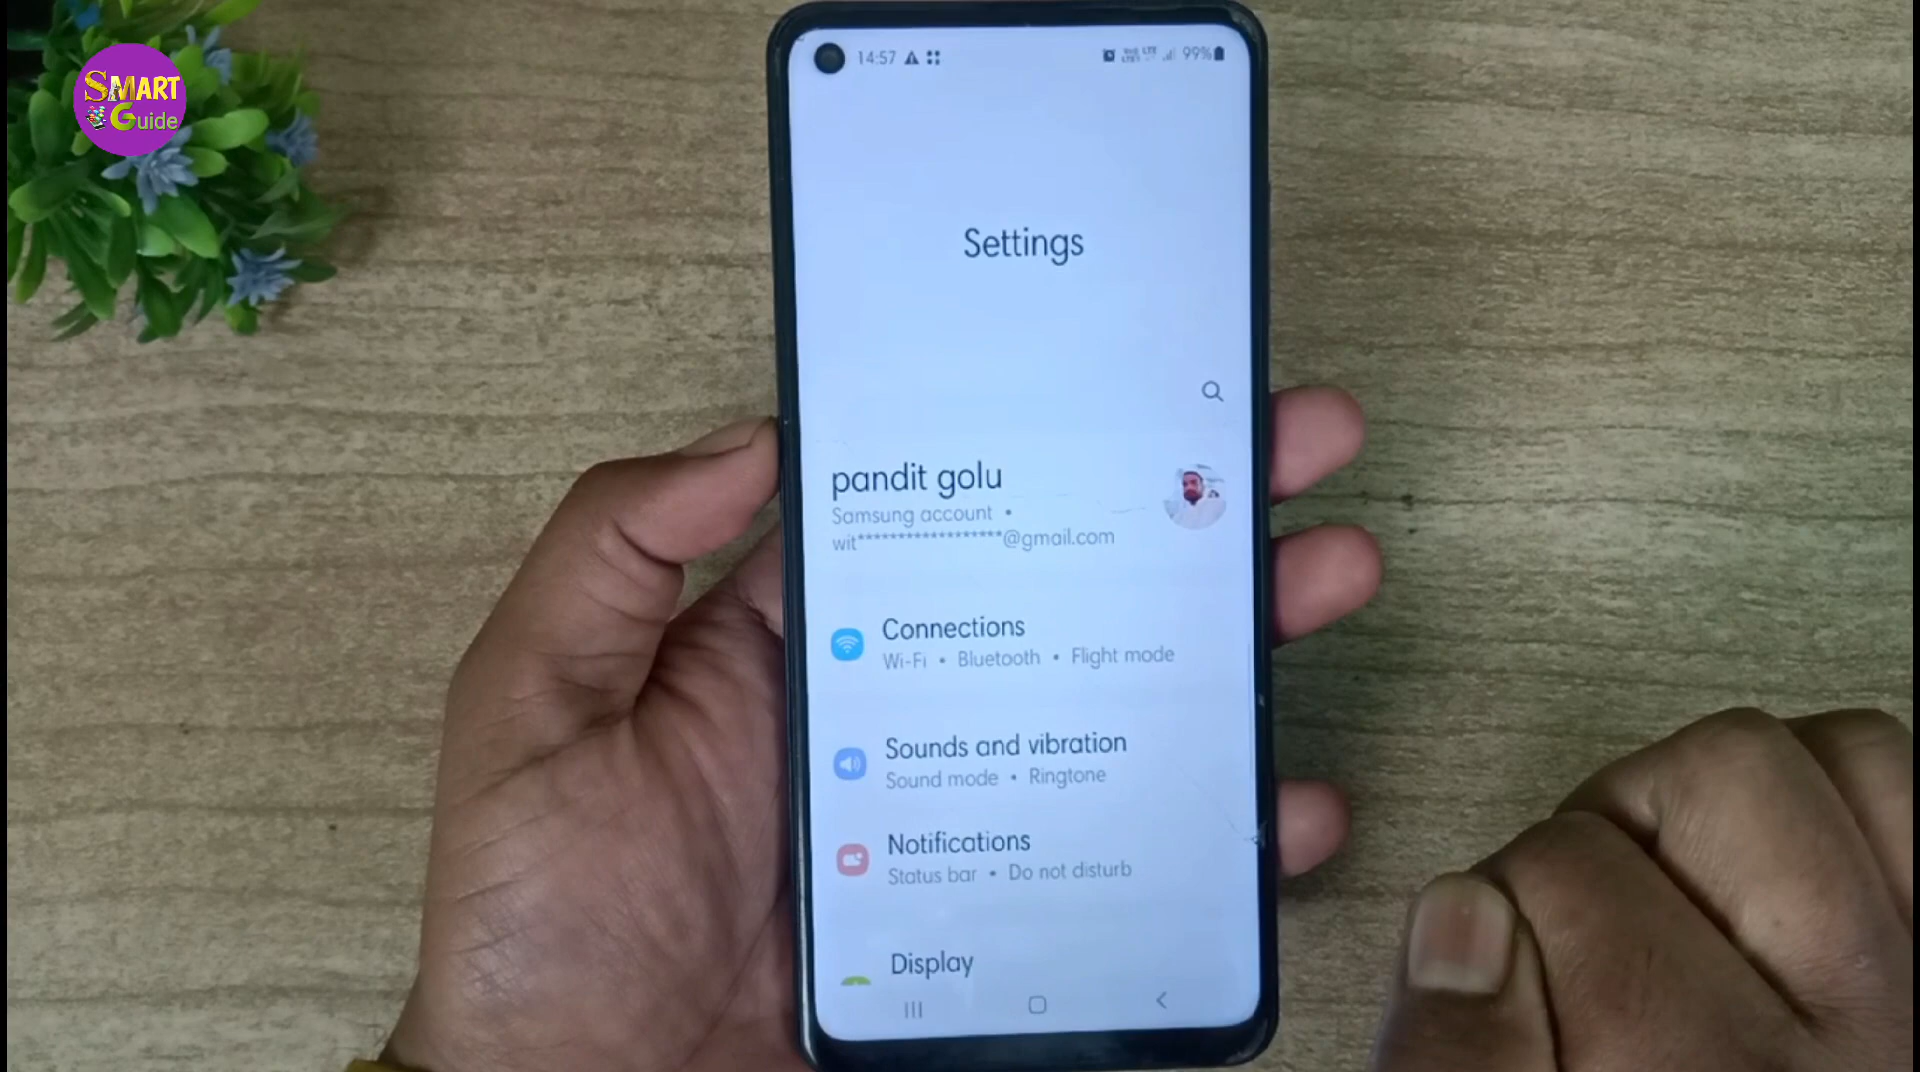 SMART
Guide
14:57
99%
Settings
pandit golu
Samsung account •
wit******************@gmail.com
Connections
Wi-Fi • Bluetooth • Flight mode
Sounds and vibration
Sound mode • Ringtone
Notifications
Status bar • Do not disturb
Display